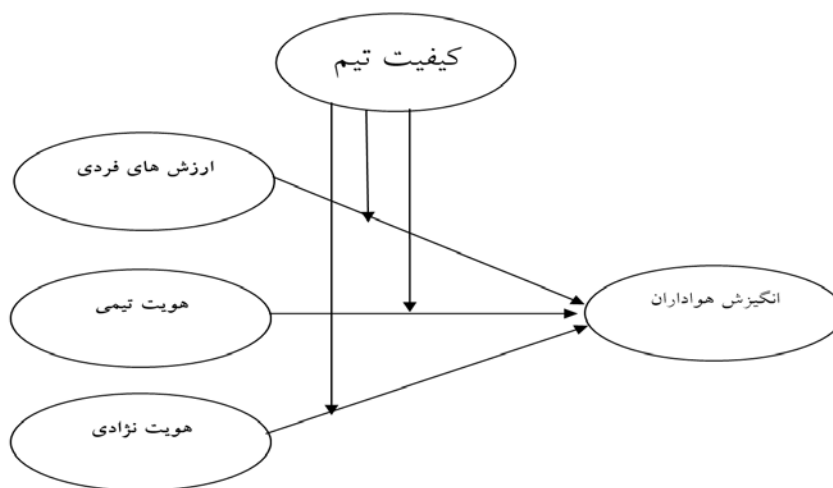 کیفیت تیم
ارزش های فردی
هویت تیمی
انگیزش هواداران
هویت نژادی